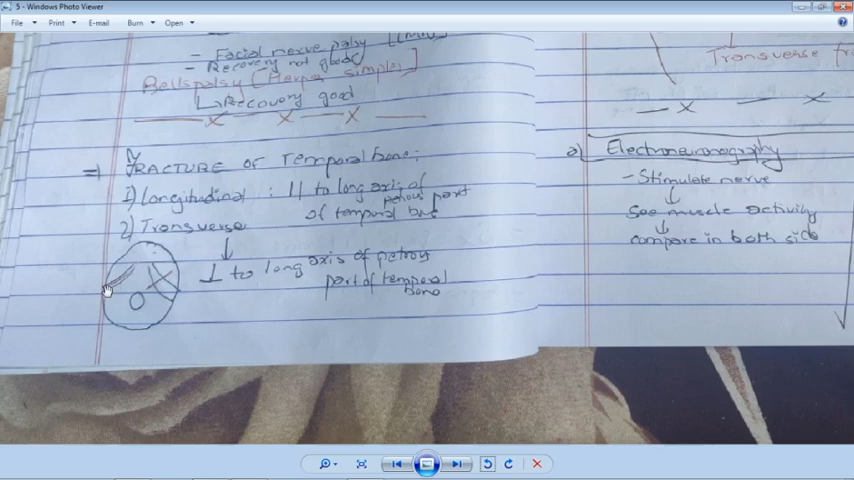 5 - Windows Photo Viewer
File Print E-mail Burn Open
- Facial nerve palsy
- Recovery not good
Bellspalsy [Herpes simplex]
Recovery good
⇒ FRACTURE OF Temporal bone:
1) Longitudinal : 11 to long axis of
petrous part
of temporal bone
2) Transverse
⊥ to long axis of petrous
part of temporal
bone
Transverse
a) Electroneuronography
- Stimulate nerve
See muscle activity
compare in both side